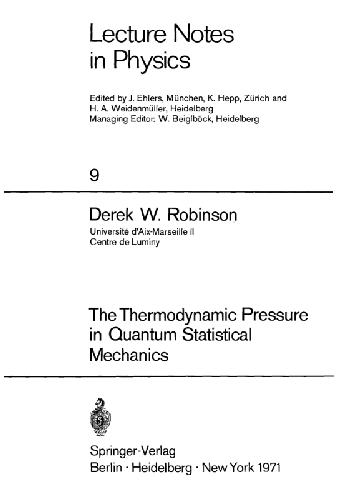 Lecture Notes
in Physics
Edited by J. Ehlers, München, K. Hepp, Zürich and
H. A. Weidenmüller, Heidelberg
Managing Editor: W. Beiglböck, Heidelberg
9
Derek W. Robinson
Université d'Aix-Marseille II
Centre de Luminy
The Thermodynamic Pressure
in Quantum Statistical
Mechanics
Springer-Verlag
Berlin · Heidelberg · New York 1971